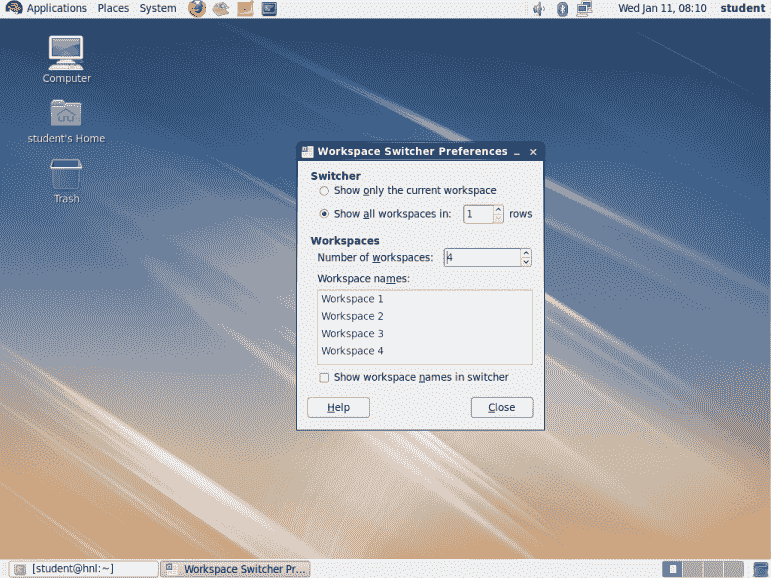 Applications Places System Wed Jan 11, 08:10 student
Computer
student's Home
Trash
Workspace Switcher Preferences
Switcher
Show only the current workspace
Show all workspaces in: 1 rows
Workspaces
Number of workspaces: 4
Workspace names:
Workspace 1
Workspace 2
Workspace 3
Workspace 4
Show workspace names in switcher
Help Close
[student@hnl:~] Workspace Switcher Pr...